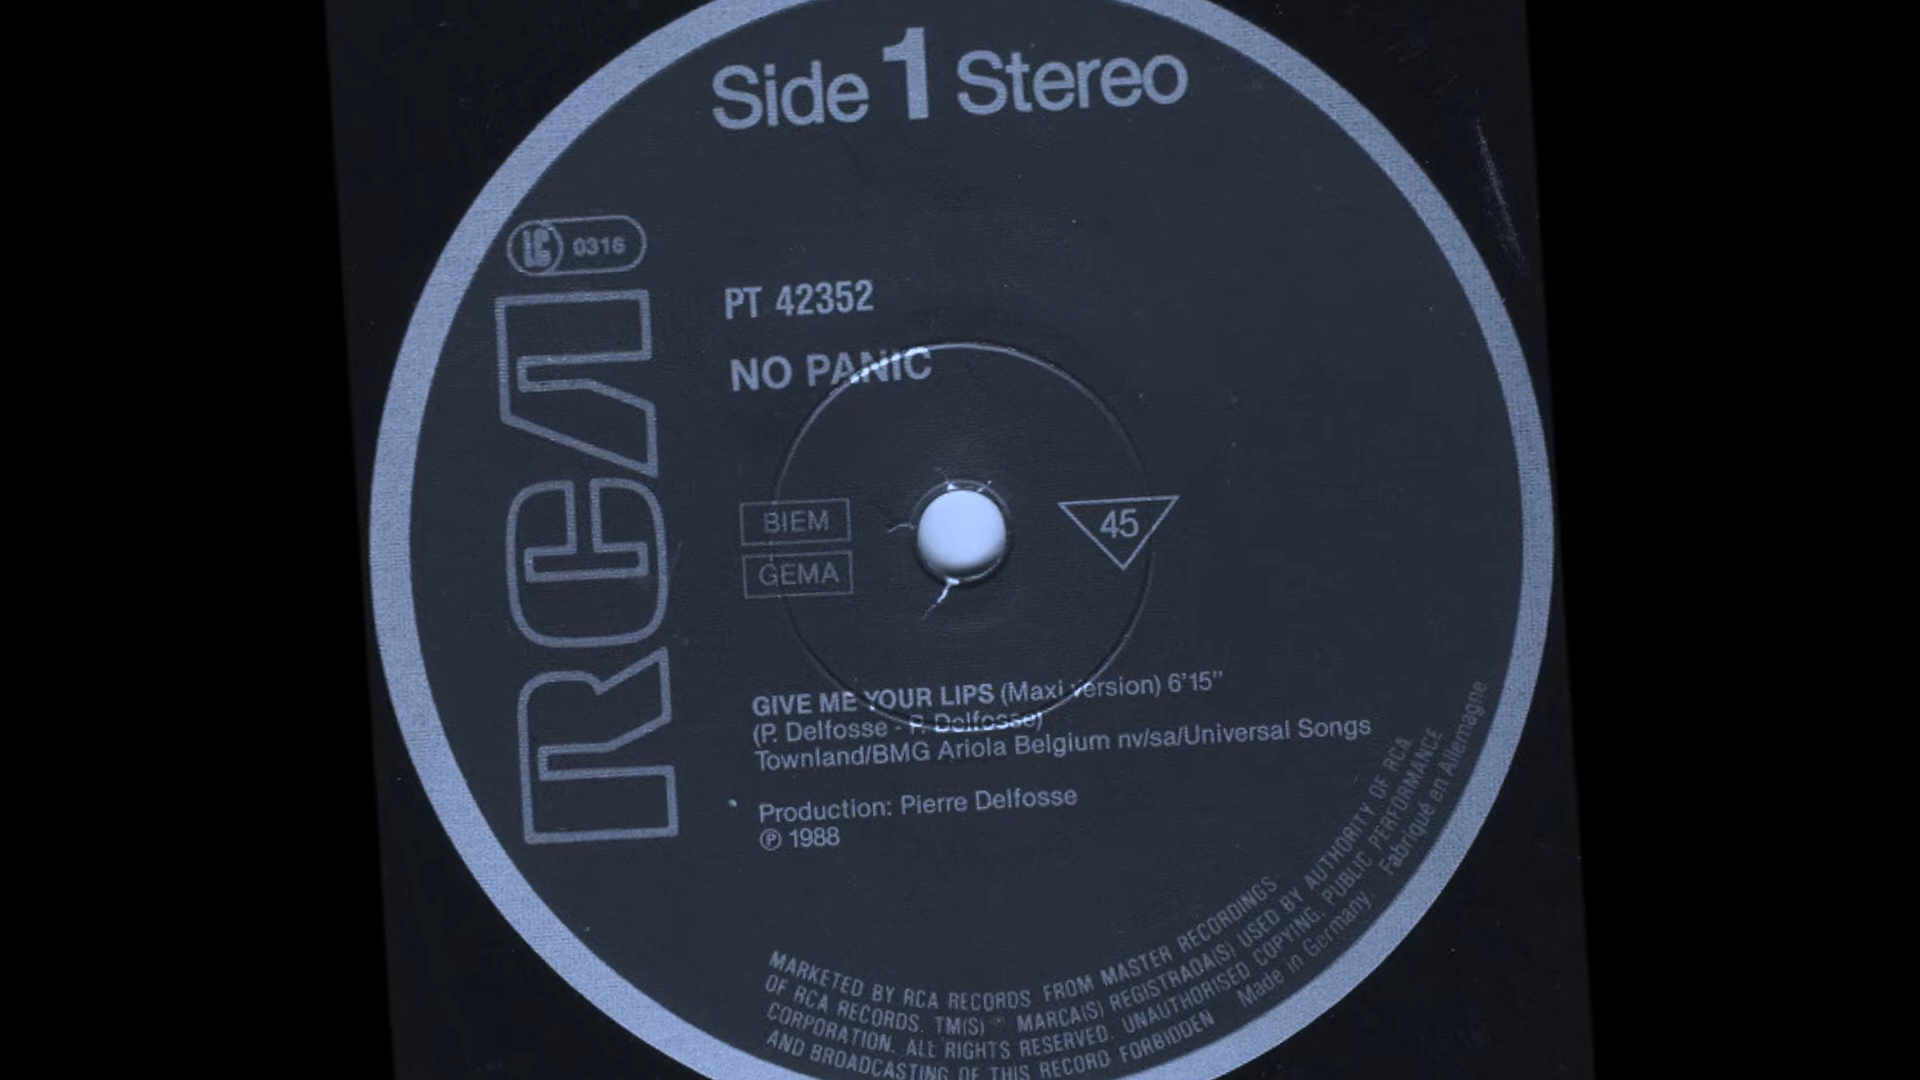 Side 1 Stereo
LC 0316
RCA
PT 42352
NO PANIC
BIEM
GEMA
45
GIVE ME YOUR LIPS (Maxi version) 6'15"
(P. Delfosse - P. Delfosse)
Townland/BMG Ariola Belgium nv/sa/Universal Songs
Production: Pierre Delfosse
℗ 1988
MARKETED BY RCA RECORDS FROM MASTER RECORDINGS
OF RCA RECORDS. TM(S) ® MARCA(S) REGISTRADA(S) USED BY AUTHORITY OF RCA
CORPORATION. ALL RIGHTS RESERVED. UNAUTHORISED COPYING, PUBLIC PERFORMANCE
AND BROADCASTING OF THIS RECORD FORBIDDEN Made in Germany. Fabriqué en Allemagne